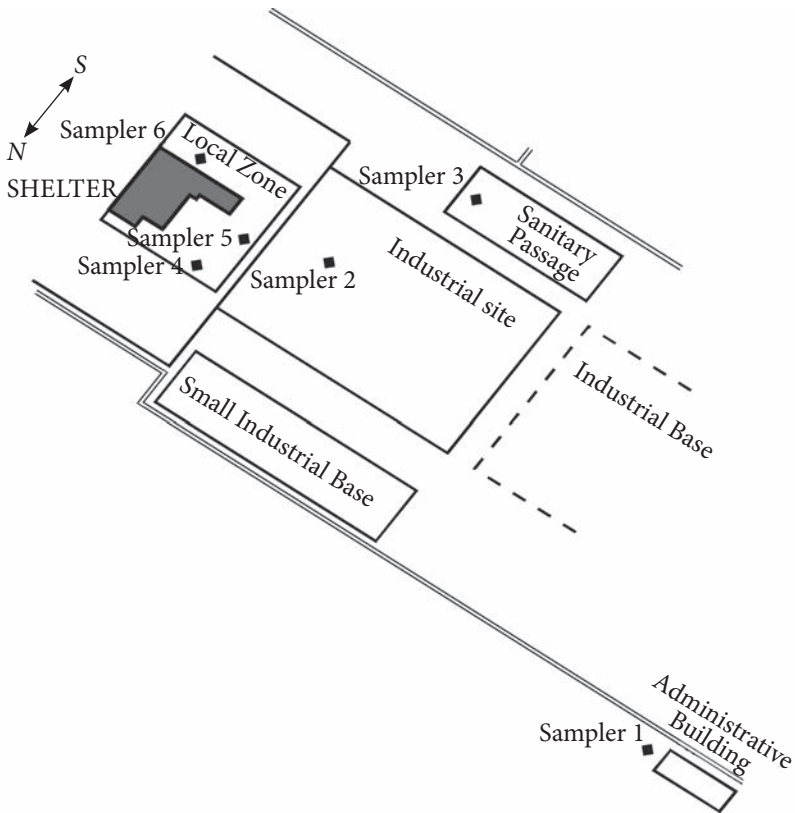 S
N
Sampler 6
Local Zone
SHELTER
Sampler 5
Sampler 4
Sampler 3
Sanitary
Passage
Sampler 2
Industrial site
Industrial Base
Small Industrial Base
Administrative
Building
Sampler 1